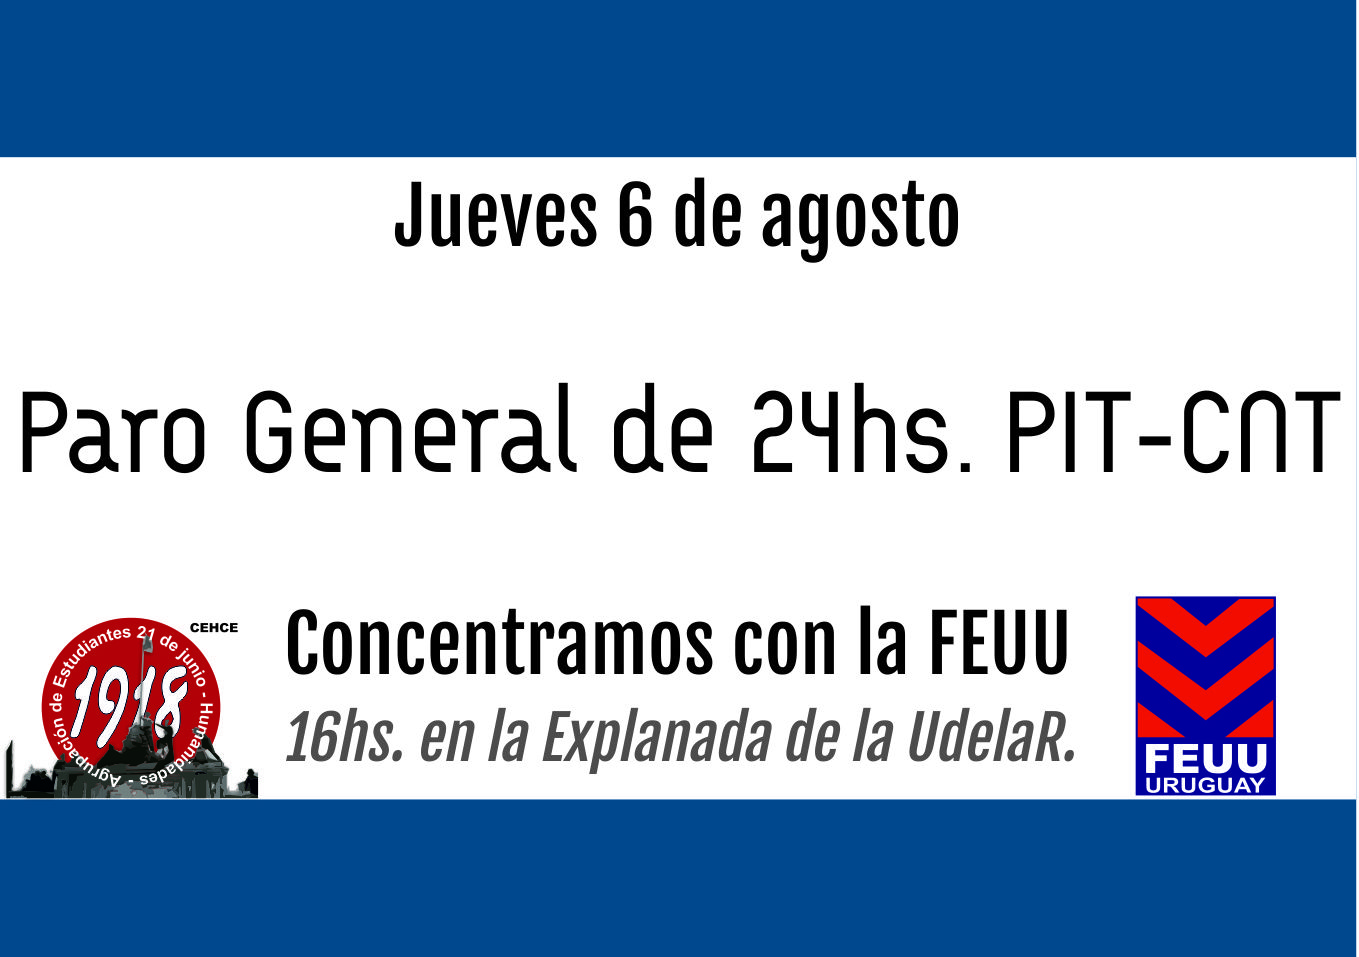 Jueves 6 de agosto
Paro General de 24hs. PIT-CNT
Concentramos con la FEUU
16hs. en la Explanada de la UdelaR.
CEHCE
Agrupación de Estudiantes 21 de junio - Humanidades -
1918
FEUU
URUGUAY